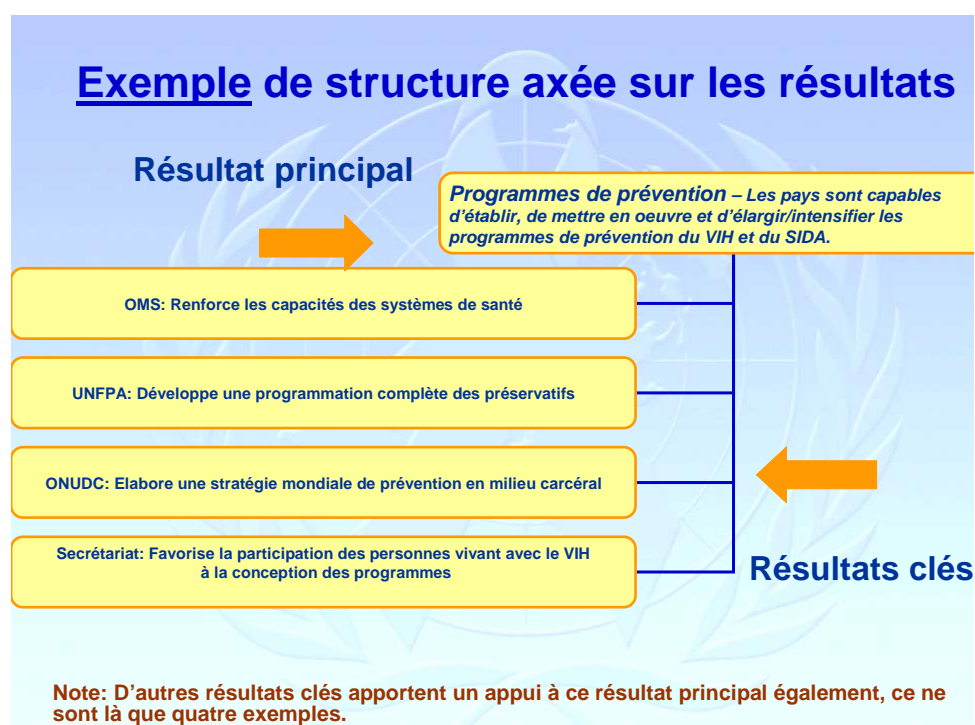 Exemple de structure axée sur les résultats
Résultat principal
Programmes de prévention – Les pays sont capables
d'établir, de mettre en oeuvre et d'élargir/intensifier les
programmes de prévention du VIH et du SIDA.
OMS: Renforce les capacités des systèmes de santé
UNFPA: Développe une programmation complète des préservatifs
ONUDC: Elabore une stratégie mondiale de prévention en milieu carcéral
Secrétariat: Favorise la participation des personnes vivant avec le VIH
à la conception des programmes
Résultats clés
Note: D'autres résultats clés apportent un appui à ce résultat principal également, ce ne
sont là que quatre exemples.